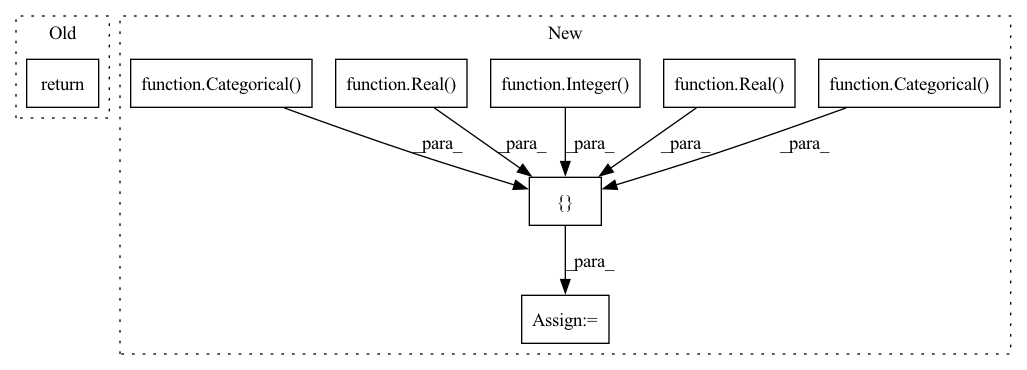 Old
New
return
function.Categorical()
function.Real()
function.Integer()
function.Real()
function.Categorical()
_para_
_para_
_para_
_para_
_para_
{}
_para_
Assign:=